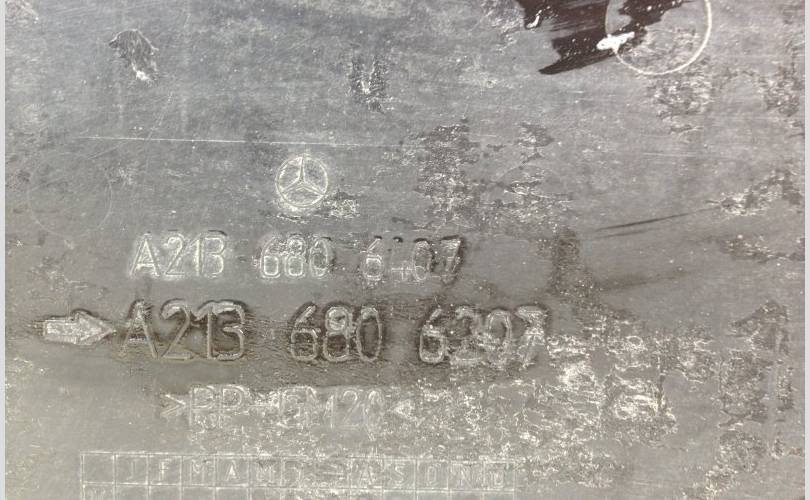 A213 680 6407
A213 680 6207
>PP-GM20<
J F M A M J J A S O N D